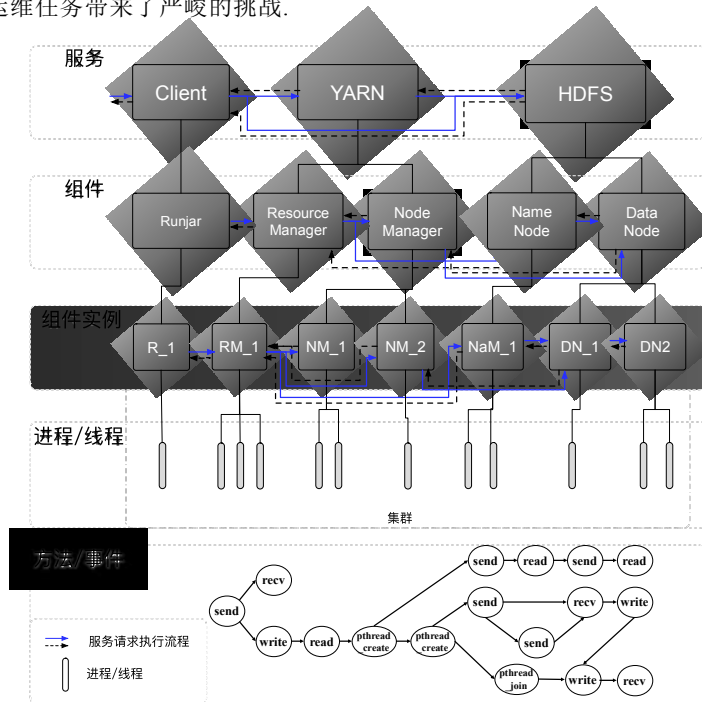 运维任务带来了严峻的挑战.
服务
Client
YARN
HDFS
组件
Runjar
Resource
Manager
Node
Manager
Name
Node
Data
Node
组件实例
R_1
RM_1
NM_1
NM_2
NaM_1
DN_1
DN2
进程/线程
集群
方法/事件
send
read
send
read
recv
send
recv
write
send
write
read
pthread
_create
pthread
_create
send
pthread
_join
write
recv
服务请求执行流程
进程/线程